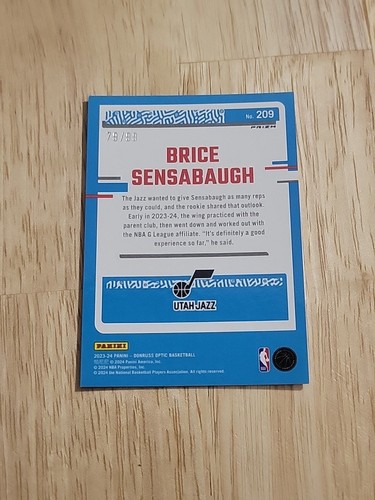 No. 209
PRIZM
BRICE
SENSABAUGH
The Jazz wanted to give Sensabaugh as many reps
as they could, and the rookie shared that outlook.
Early in 2023-24, the wing practiced with the
parent club, then went down and worked out with
the NBA G League affiliate. "It's definitely a good
experience so far," he said.
UTAH JAZZ
PANINI
2023-24 PANINI - DONRUSS OPTIC BASKETBALL
© 2024 Panini America, Inc.
© 2024 NBA Properties, Inc.
© 2024 the National Basketball Players Association. All rights reserved.